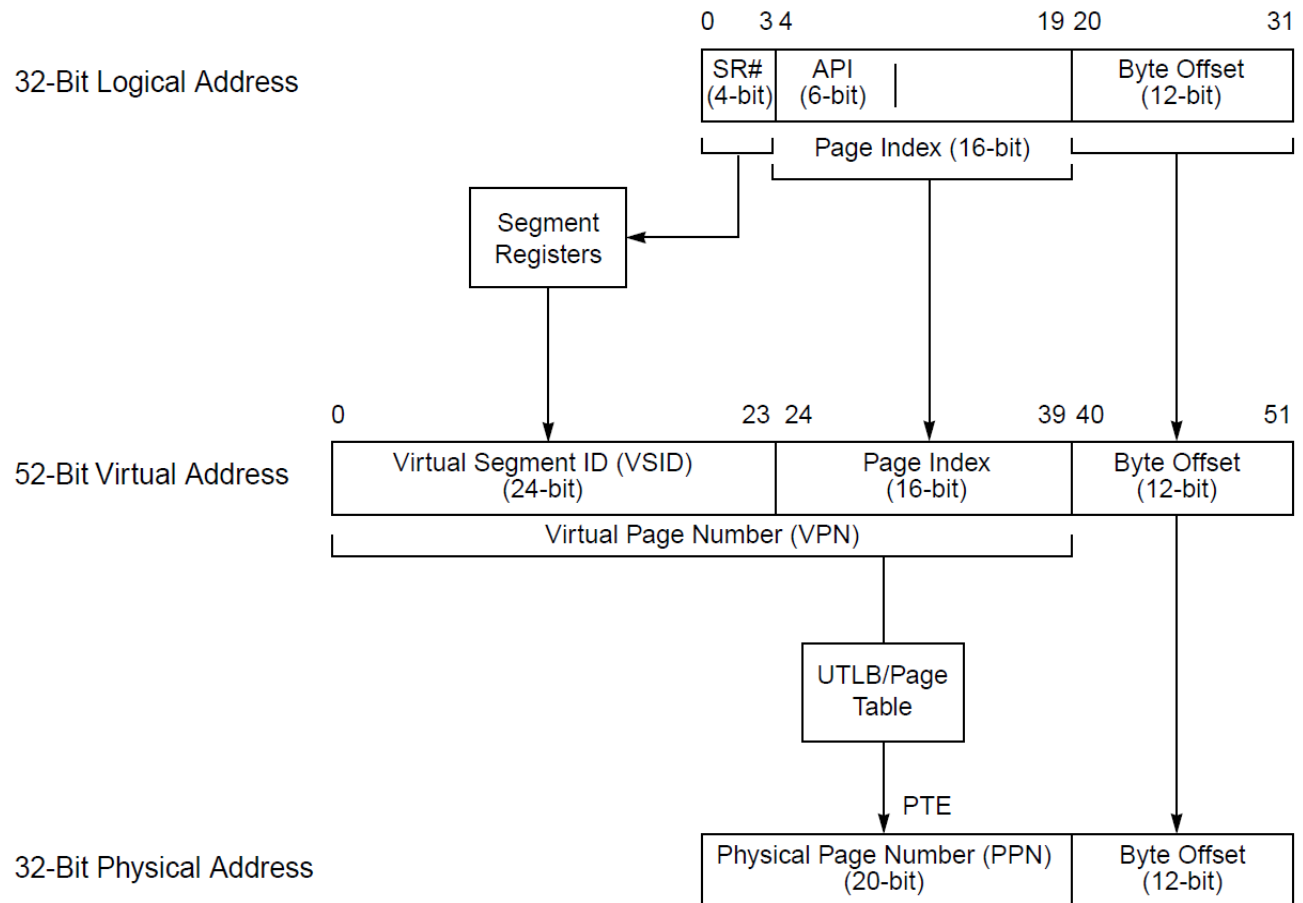 0 3 4 19 20 31
32-Bit Logical Address
SR# API Byte Offset
(4-bit) (6-bit) (12-bit)
Page Index (16-bit)
Segment
Registers
0 23 24 39 40 51
52-Bit Virtual Address
Virtual Segment ID (VSID) Page Index Byte Offset
(24-bit) (16-bit) (12-bit)
Virtual Page Number (VPN)
UTLB/Page
Table
PTE
32-Bit Physical Address
Physical Page Number (PPN) Byte Offset
(20-bit) (12-bit)